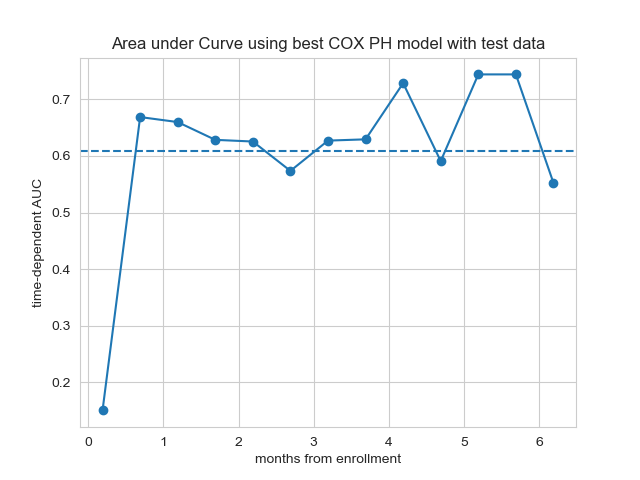 Area under Curve using best COX PH model with test data
time-dependent AUC
0.7
0.6
0.5
0.4
0.3
0.2
0 1 2 3 4 5 6
months from enrollment